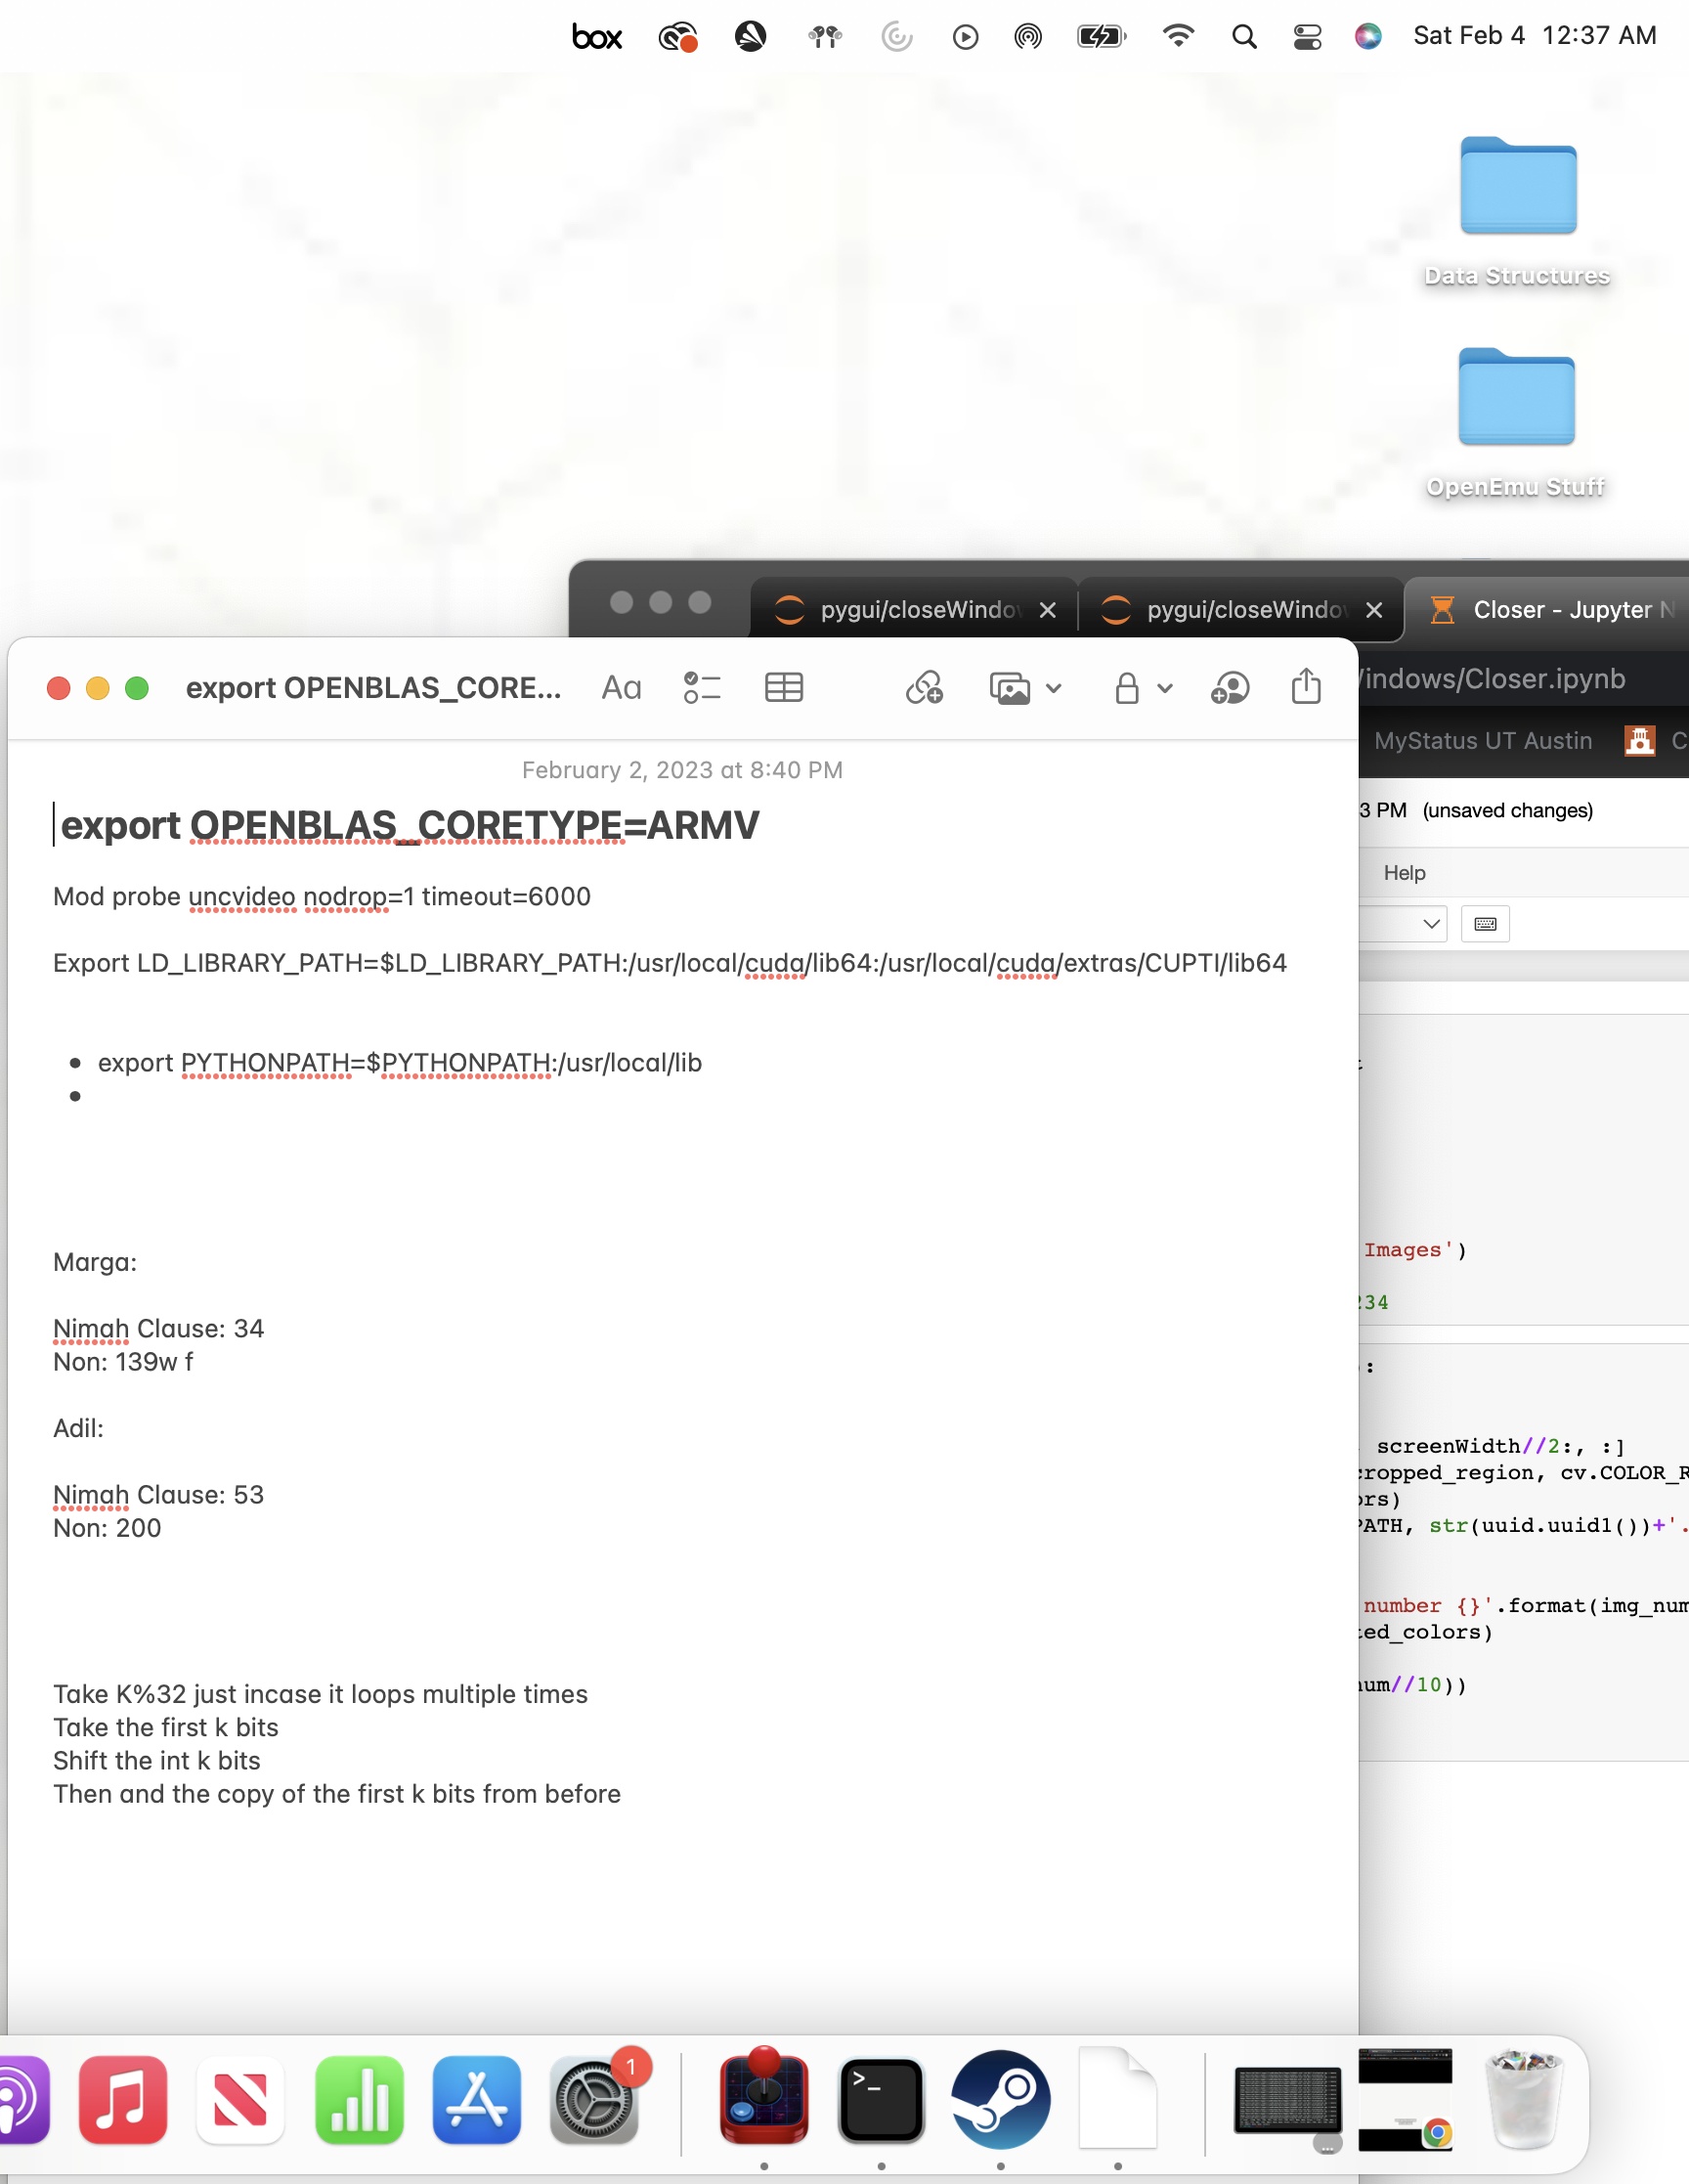 box
Sat Feb 4 12:37 AM
Data Structures
OpenEmu Stuff
pygui/closeWindo
pygui/closeWindo
Closer - Jupyter N
indows/Closer.ipynb
MyStatus UT Austin
C
3 PM (unsaved changes)
Help
export OPENBLAS_CORE...
Aa
February 2, 2023 at 8:40 PM
export OPENBLAS_CORETYPE=ARMV
Mod probe uncvideo nodrop=1 timeout=6000
Export LD_LIBRARY_PATH=$LD_LIBRARY_PATH:/usr/local/cuda/lib64:/usr/local/cuda/extras/CUPTI/lib64
• export PYTHONPATH=$PYTHONPATH:/usr/local/lib
•
Marga:
Nimah Clause: 34
Non: 139w f
Adil:
Nimah Clause: 53
Non: 200
Take K%32 just incase it loops multiple times
Take the first k bits
Shift the int k bits
Then and the copy of the first k bits from before
Images')
234
:
screenWidth//2:, :]
cropped_region, cv.COLOR_R
ors)
PATH, str(uuid.uuid1())+'.
number {}'.format(img_num
ted_colors)
num//10))
1
>_